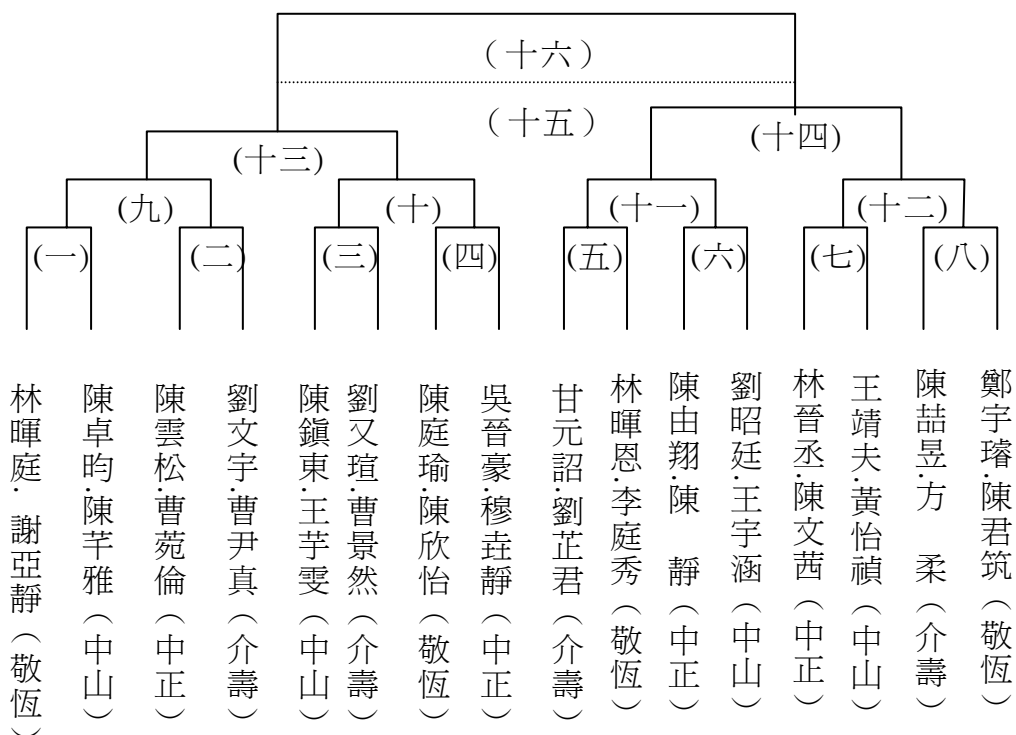 （十六）
（十五）
(十四)
(十三)
(九)
(十)
(十一)
(十二)
(一)
(二)
(三)
(四)
(五)
(六)
(七)
(八)
林暉庭．謝亞靜（敬恆）
陳卓昀．陳芊雅（中山）
陳雲松．曹菀倫（中正）
劉文宇．曹尹真（介壽）
陳鎮東．王芋雯（中山）
劉又瑄．曹景然（介壽）
陳庭瑜．陳欣怡（敬恆）
吳晉豪．穆垚靜（中正）
甘元詔．劉芷君（介壽）
林暉恩．李庭秀（敬恆）
陳由翔．陳　靜（中正）
劉昭廷．王宇涵（中山）
林晉丞．陳文茜（中正）
王靖夫．黃怡禎（中山）
陳喆昱．方　柔（介壽）
鄭宇璿．陳君筑（敬恆）